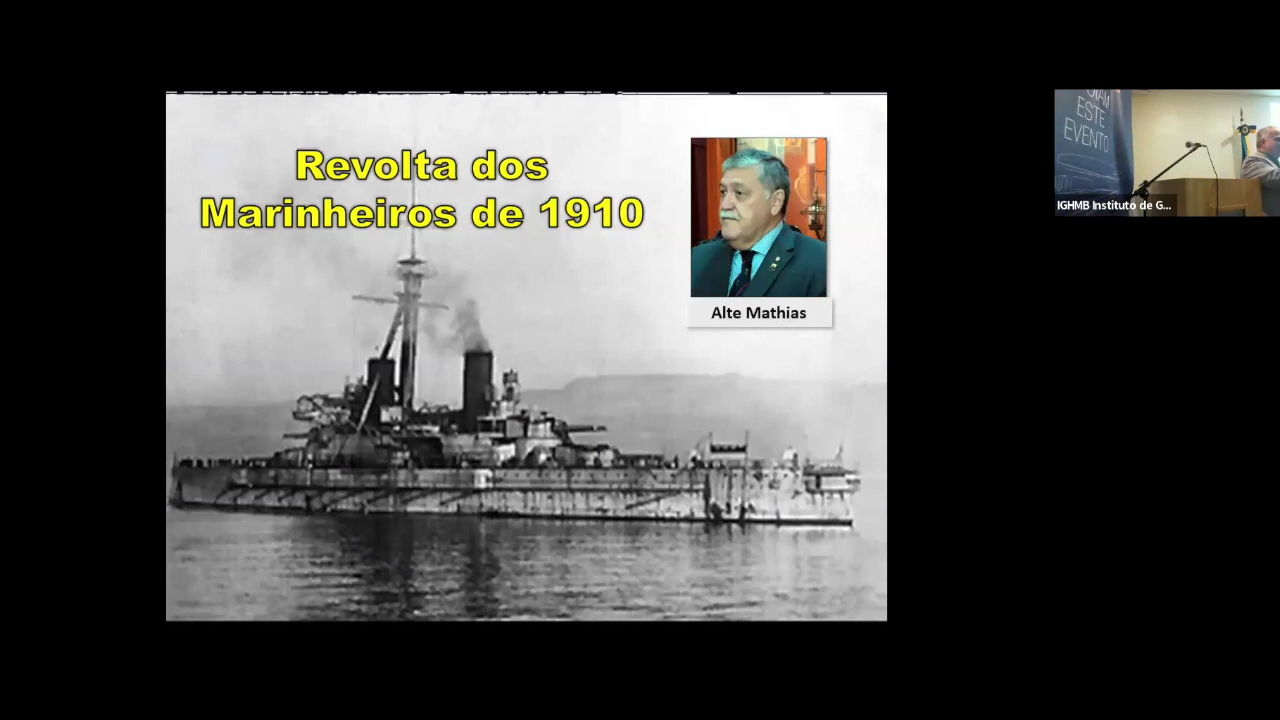 Revolta dos
Marinheiros de 1910
Alte Mathias
ESTE
EVENTO
IGHMB Instituto de G...